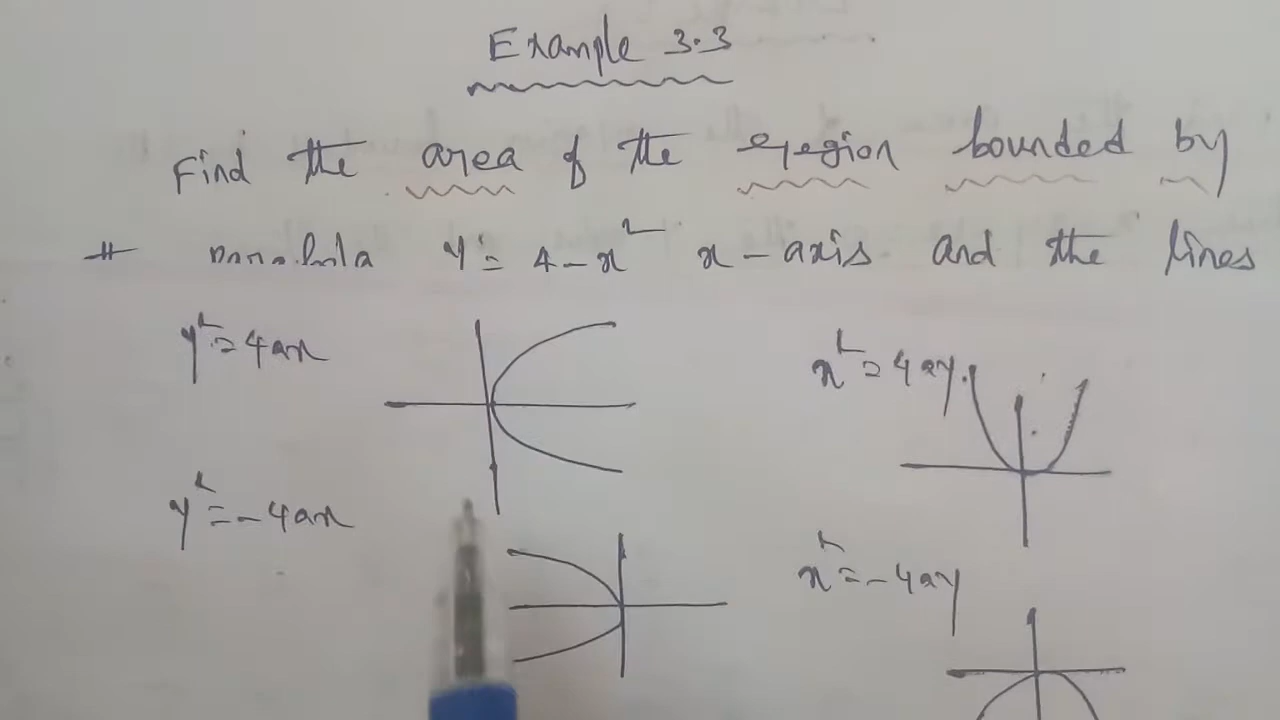 Example 3.3
Find the area of the region bounded by
parabola y = 4 - x² x-axis and the lines
y² = 4ax
x² = 4ay
y² = -4ax
x² = -4ay